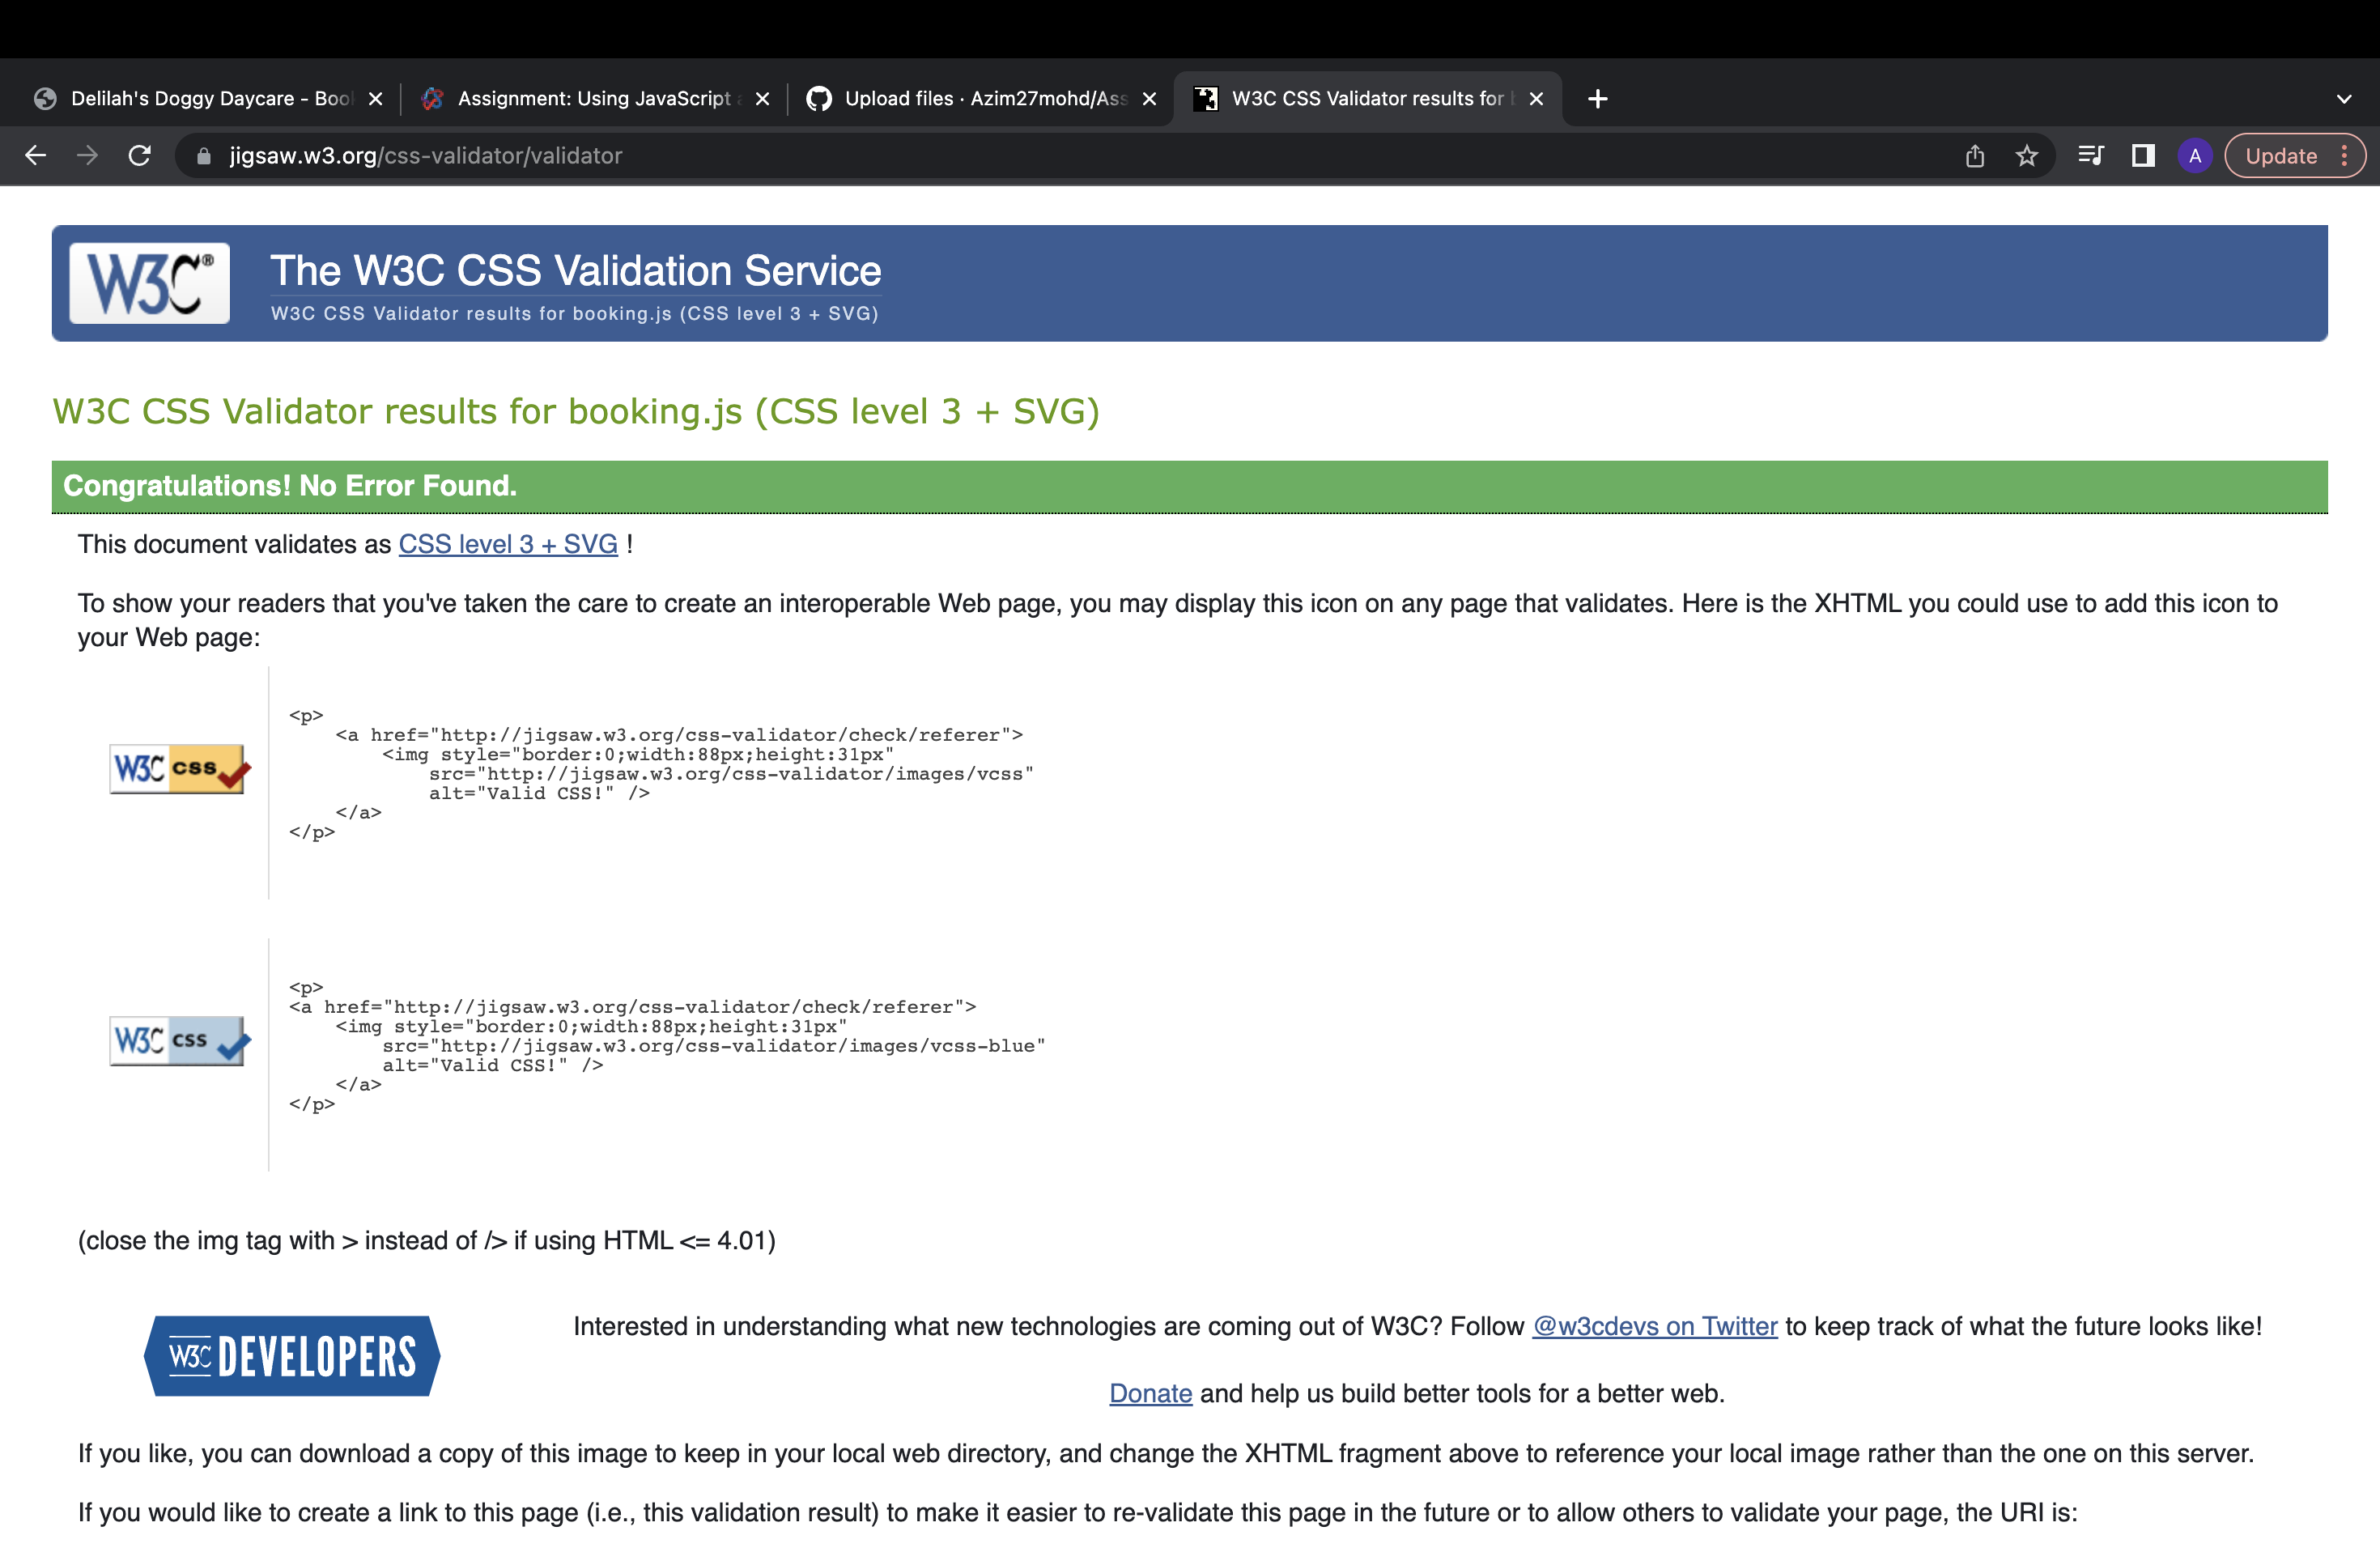 Delilah's Doggy Daycare - Boo
Assignment: Using JavaScript
Upload files · Azim27mohd/Ass
W3C CSS Validator results for
jigsaw.w3.org/css-validator/validator
A
Update
W3C®
The W3C CSS Validation Service
W3C CSS Validator results for booking.js (CSS level 3 + SVG)
W3C CSS Validator results for booking.js (CSS level 3 + SVG)
Congratulations! No Error Found.
This document validates as CSS level 3 + SVG !
To show your readers that you've taken the care to create an interoperable Web page, you may display this icon on any page that validates. Here is the XHTML you could use to add this icon to
your Web page:
W3C css
<p>
<a href="http://jigsaw.w3.org/css-validator/check/referer">
<img style="border:0;width:88px;height:31px"
src="http://jigsaw.w3.org/css-validator/images/vcss"
alt="Valid CSS!" />
</a>
</p>
W3C css
<p>
<a href="http://jigsaw.w3.org/css-validator/check/referer">
<img style="border:0;width:88px;height:31px"
src="http://jigsaw.w3.org/css-validator/images/vcss-blue"
alt="Valid CSS!" />
</a>
</p>
(close the img tag with > instead of /> if using HTML <= 4.01)
W3C DEVELOPERS
Interested in understanding what new technologies are coming out of W3C? Follow @w3cdevs on Twitter to keep track of what the future looks like!
Donate and help us build better tools for a better web.
If you like, you can download a copy of this image to keep in your local web directory, and change the XHTML fragment above to reference your local image rather than the one on this server.
If you would like to create a link to this page (i.e., this validation result) to make it easier to re-validate this page in the future or to allow others to validate your page, the URI is: